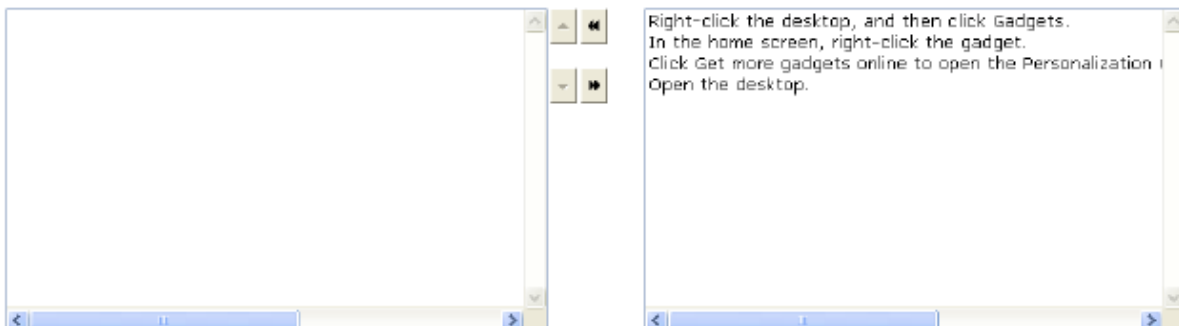 Right-click the desktop, and then click Gadgets.
In the home screen, right-click the gadget.
Click Get more gadgets online to open the Personalization
Open the desktop.